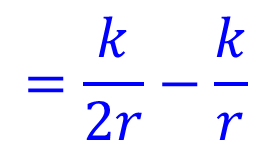 = k/2r − k/r